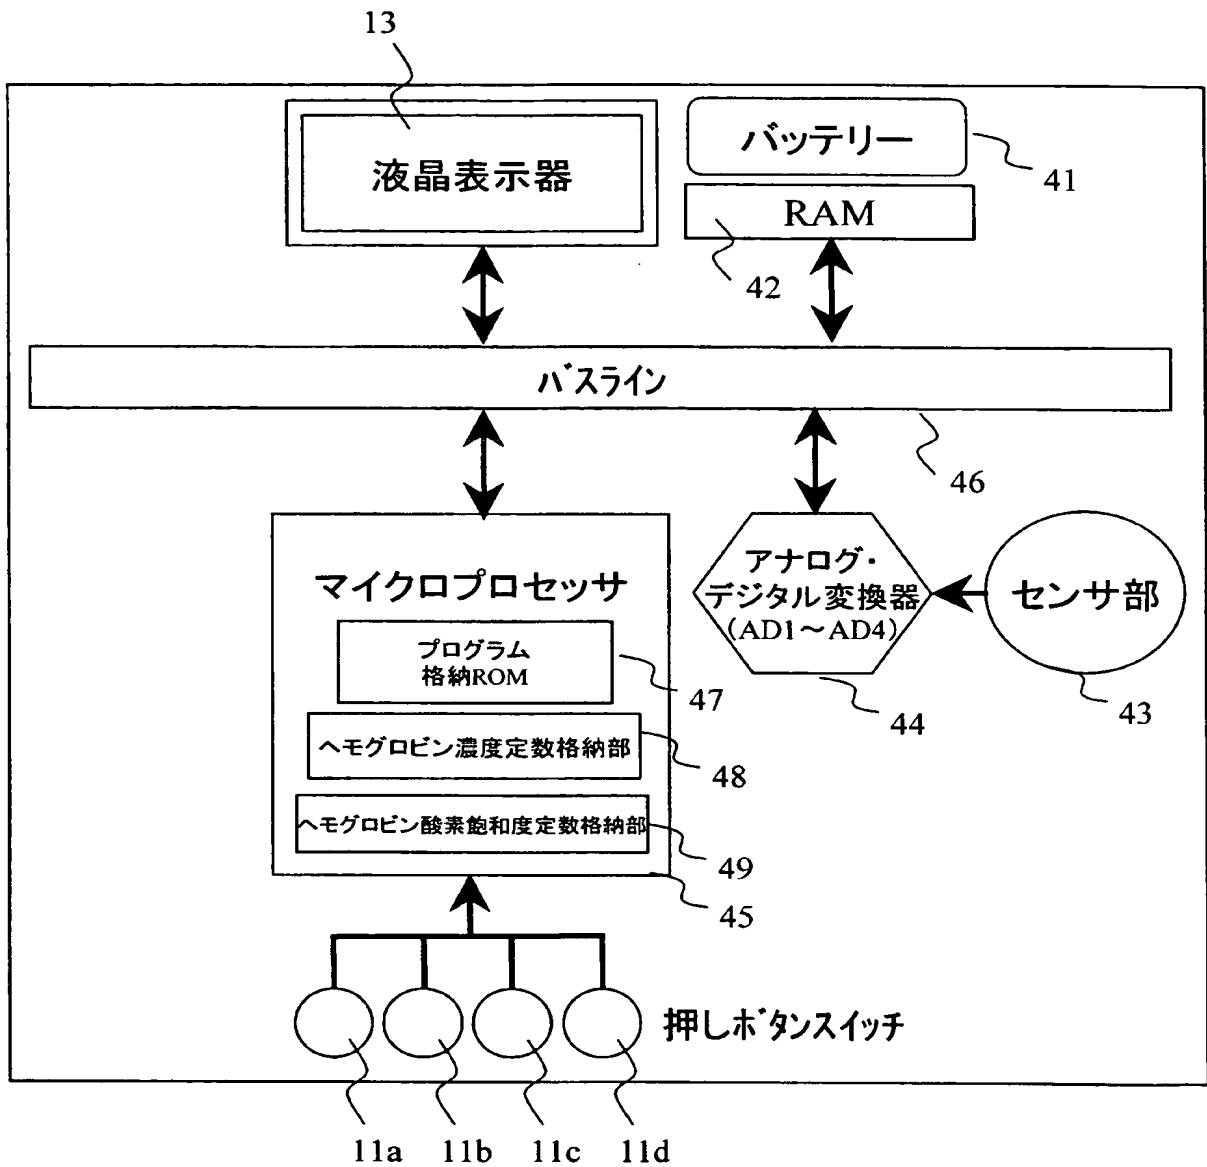 13
液晶表示器
バッテリー
41
RAM
42
バスライン
46
マイクロプロセッサ
アナログ・
デジタル変換器
(AD1～AD4)
センサ部
プログラム
格納ROM
47
44
43
ヘモグロビン濃度定数格納部
48
ヘモグロビン酸素飽和度定数格納部
49
45
押しボタンスイッチ
11a
11b
11c
11d